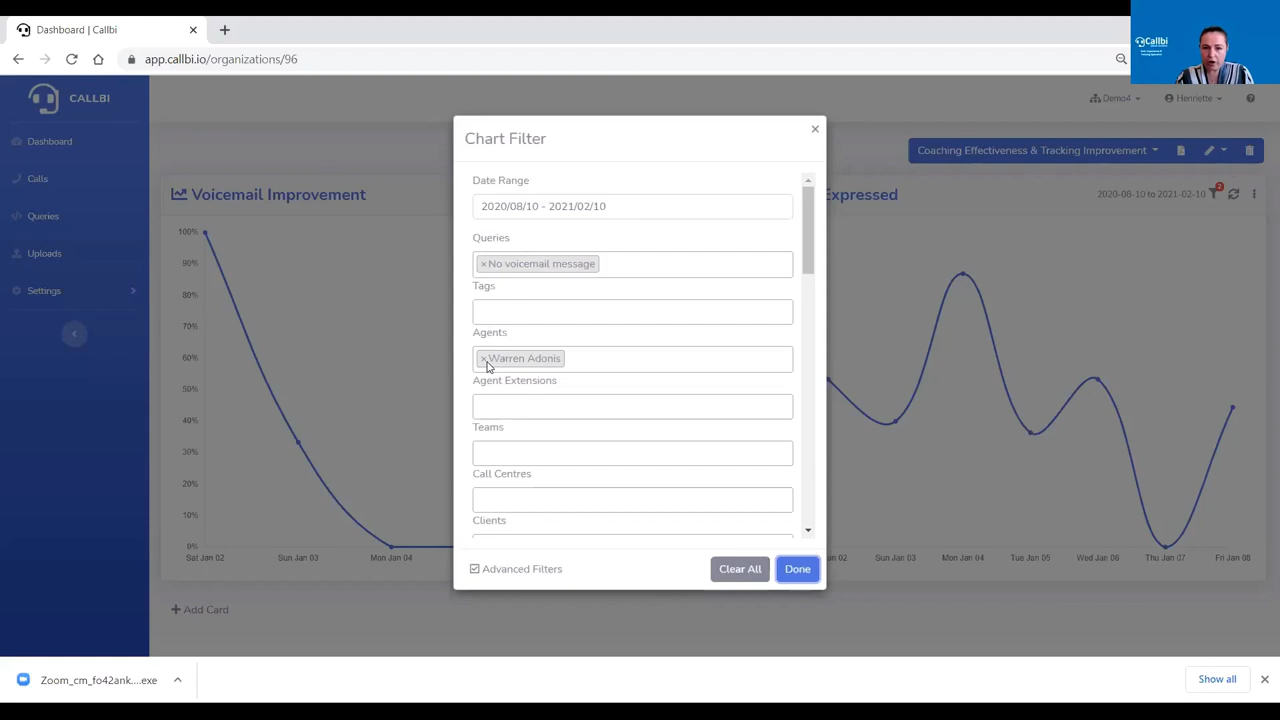 Dashboard | Callbi
app.callbi.io/organizations/96
Callbi
CALLBI
Demo4
Henriette
Dashboard
Calls
Queries
Uploads
Settings
Coaching Effectiveness & Tracking Improvement
Voicemail Improvement
Expressed
2020-08-10 to 2021-02-10
2
Chart Filter
×
Date Range
2020/08/10 - 2021/02/10
Queries
×No voicemail message
Tags
Agents
×Warren Adonis
Agent Extensions
Teams
Call Centres
Clients
Advanced Filters
Clear All
Done
100%
90%
80%
70%
60%
50%
40%
30%
20%
10%
0%
Sat Jan 02
Sun Jan 03
Mon Jan 04
un 02
Sun Jan 03
Mon Jan 04
Tue Jan 05
Wed Jan 06
Thu Jan 07
Fri Jan 08
Add Card
Zoom_cm_fo42ank....exe
Show all